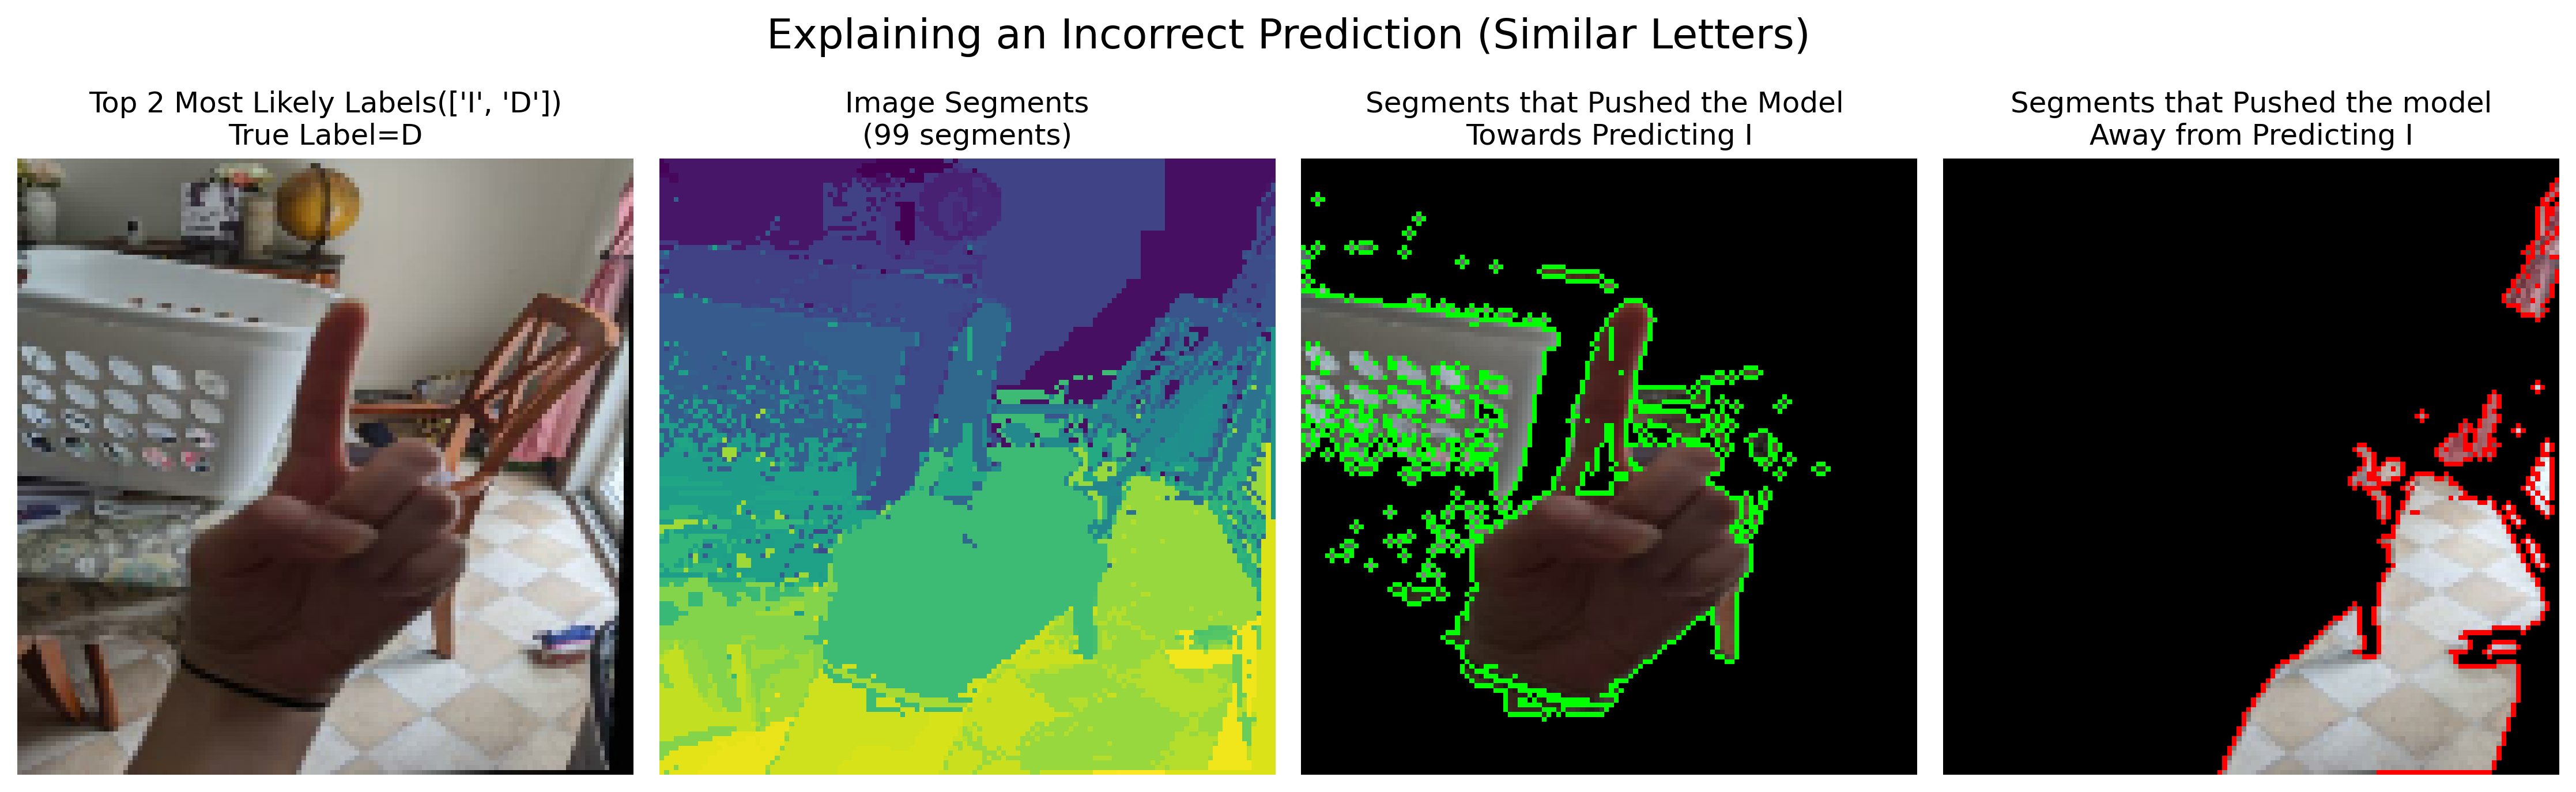 Explaining an Incorrect Prediction (Similar Letters)
Top 2 Most Likely Labels(['I', 'D'])
True Label=D
Image Segments
(99 segments)
Segments that Pushed the Model
Towards Predicting I
Segments that Pushed the model
Away from Predicting I